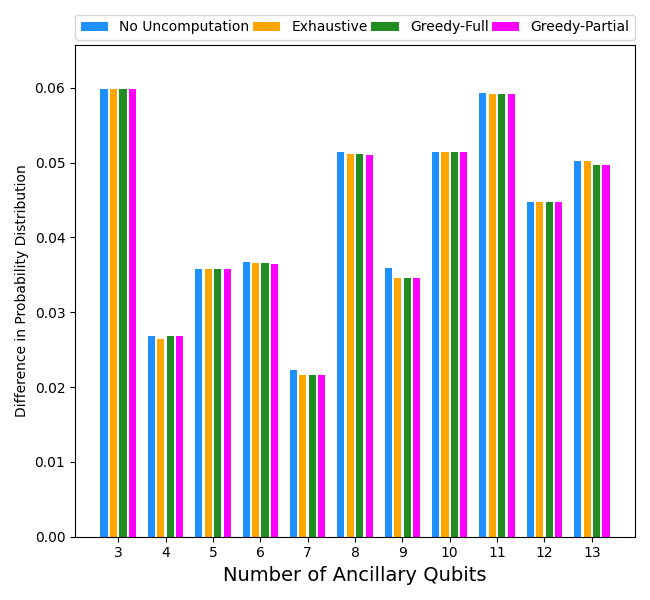 No Uncomputation Exhaustive Greedy-Full Greedy-Partial
Difference in Probability Distribution
0.06
0.05
0.04
0.03
0.02
0.01
0.00
3 4 5 6 7 8 9 10 11 12 13
Number of Ancillary Qubits